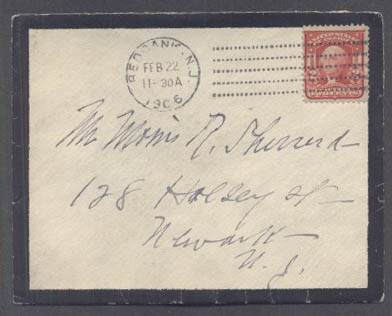 RED BANK, N.J.
FEB 22
11-30A
1906
Mr Morris R. Sherrerd
128 Halsey st
Newark
N.J.